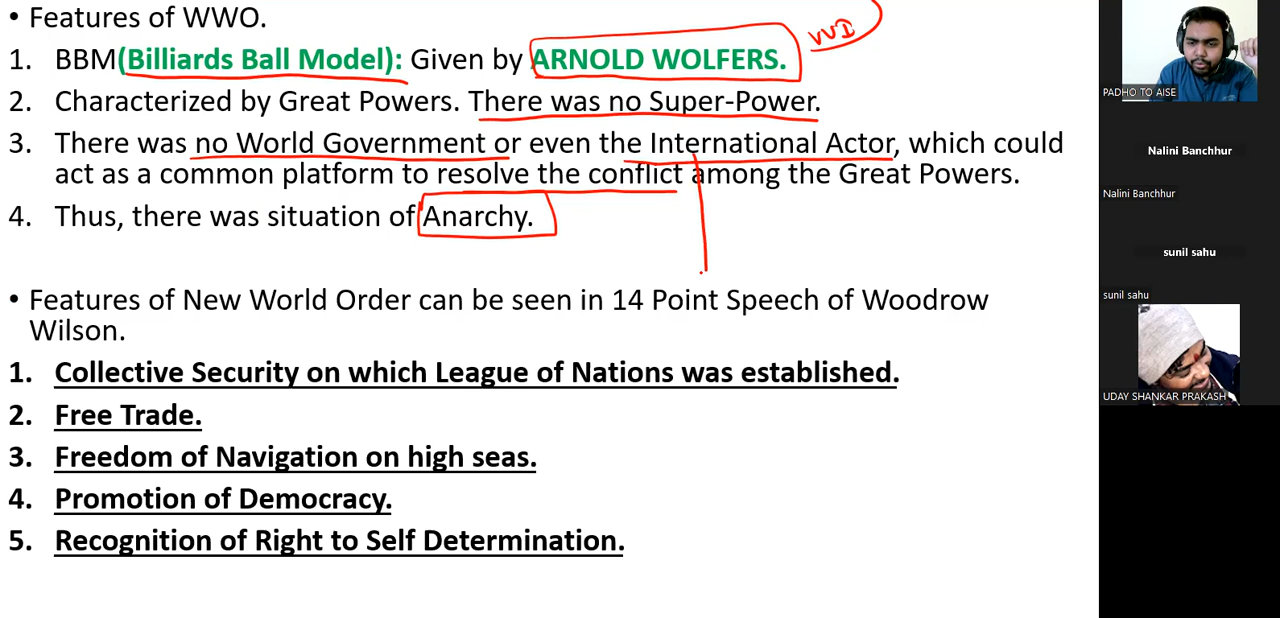 • Features of WWO.
1. BBM(Billiards Ball Model): Given by ARNOLD WOLFERS.
2. Characterized by Great Powers. There was no Super-Power.
3. There was no World Government or even the International Actor, which could
act as a common platform to resolve the conflict among the Great Powers.
4. Thus, there was situation of Anarchy.
• Features of New World Order can be seen in 14 Point Speech of Woodrow
Wilson.
1. Collective Security on which League of Nations was established.
2. Free Trade.
3. Freedom of Navigation on high seas.
4. Promotion of Democracy.
5. Recognition of Right to Self Determination.
PADHO TO AISE
Nalini Banchhur
Nalini Banchhur
sunil sahu
sunil sahu
UDAY SHANKAR PRAKASH